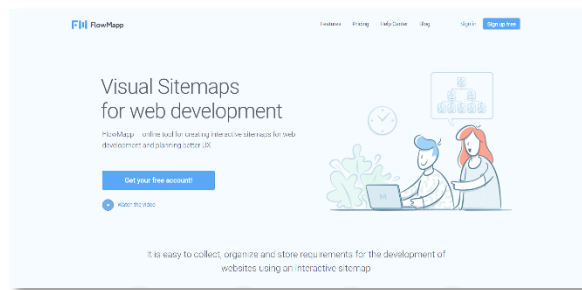 FlowMapp
Features Pricing Help Center Blog Sign in Sign up free
Visual Sitemaps
for web development
FlowMapp — online tool for creating interactive sitemaps for web
development and planning better UX
Get your free account!
Watch the video
It is easy to collect, organize and store requirements for the development of
websites using an interactive sitemap